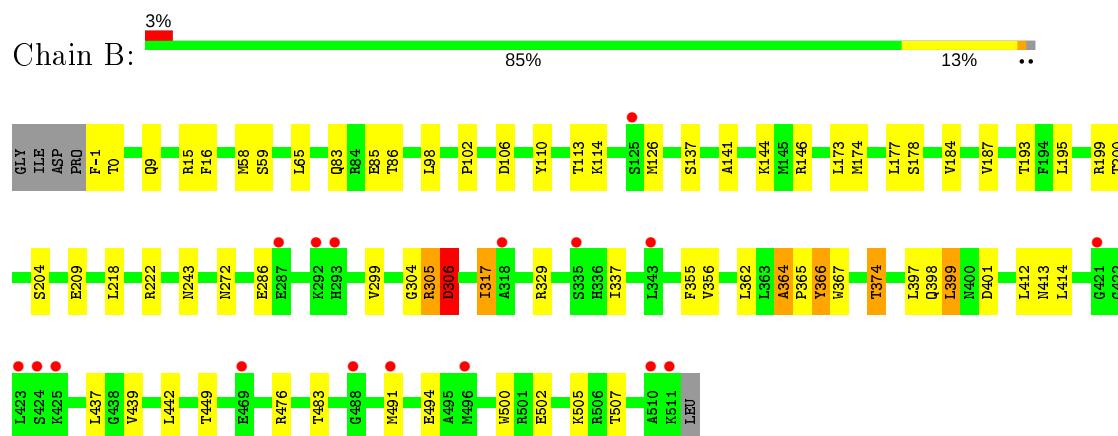 3%
Chain B:
85% 13% ••
GLY ILE ASP PRO F-1 T0 Q9 R15 F16 M58 S59 L65 Q83 R84 E85 T86 L98 P102 D106 Y110 T113 K114 S125 M126 S137 A141 K144 M145 R146 L173 M174 L177 S178 V184 V187 T193 F194 L195 R199 T200
S204 E209 L218 R222 N243 N272 E286 E287 K292 H293 V299 G304 R305 D306 I317 A318 R329 S335 H336 I337 L343 F355 V356 L362 L363 A364 P365 Y366 W367 T374 L397 Q398 L399 N400 D401 L412 N413 L414 G421
L423 S424 K425 L437 G438 V439 L442 T449 E469 R476 T483 G488 M491 E494 A495 M496 W500 R501 E502 K505 R506 T507 A510 K511 LEU